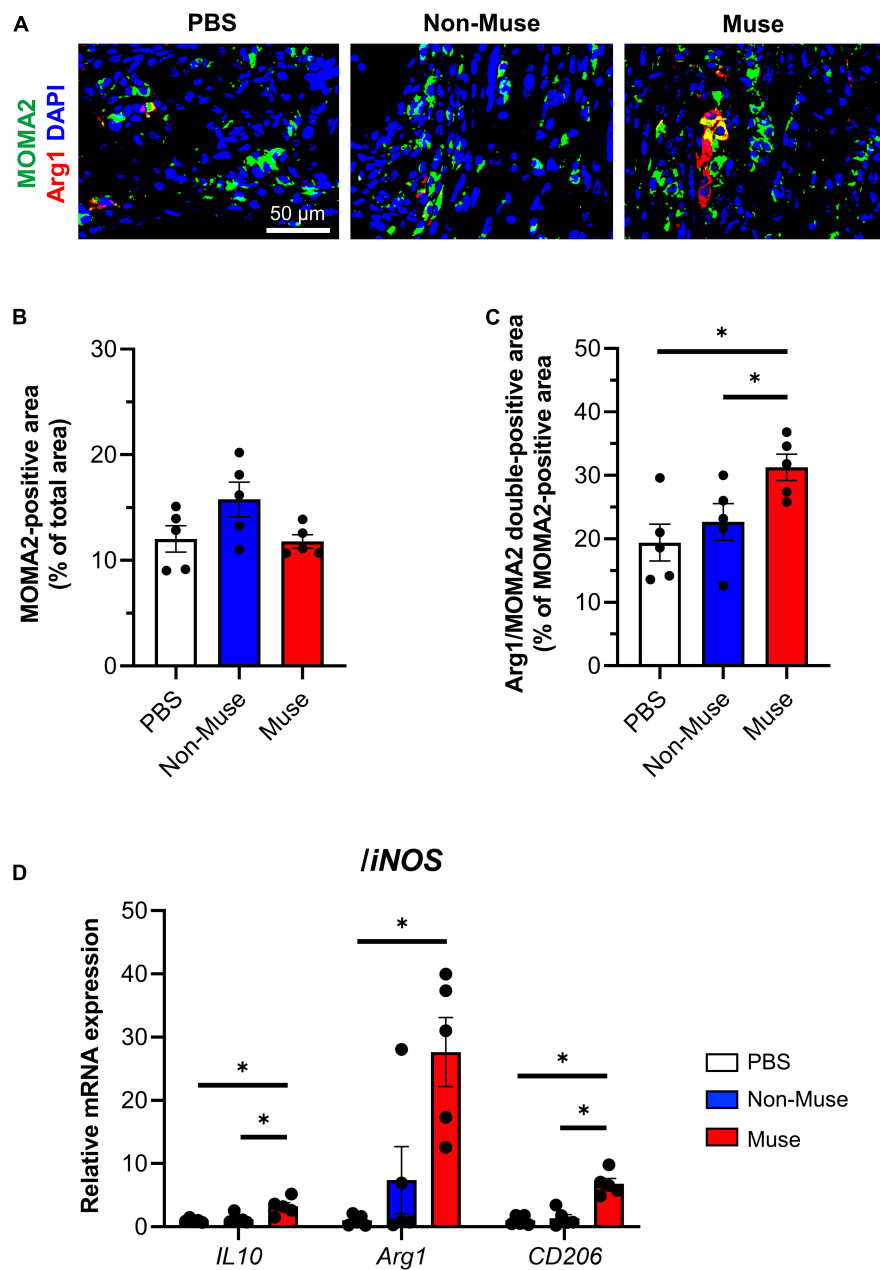 A
PBS
Non-Muse
Muse
MOMA2
Arg1 DAPI
50 µm
B
MOMA2-positive area
(% of total area)
30
20
10
0
PBS
Non-Muse
Muse
C
Arg1/MOMA2 double-positive area
(% of MOMA2-positive area)
50
40
30
20
10
0
*
*
PBS
Non-Muse
Muse
D
/iNOS
Relative mRNA expression
50
40
30
20
10
0
*
*
*
*
*
IL10
Arg1
CD206
PBS
Non-Muse
Muse